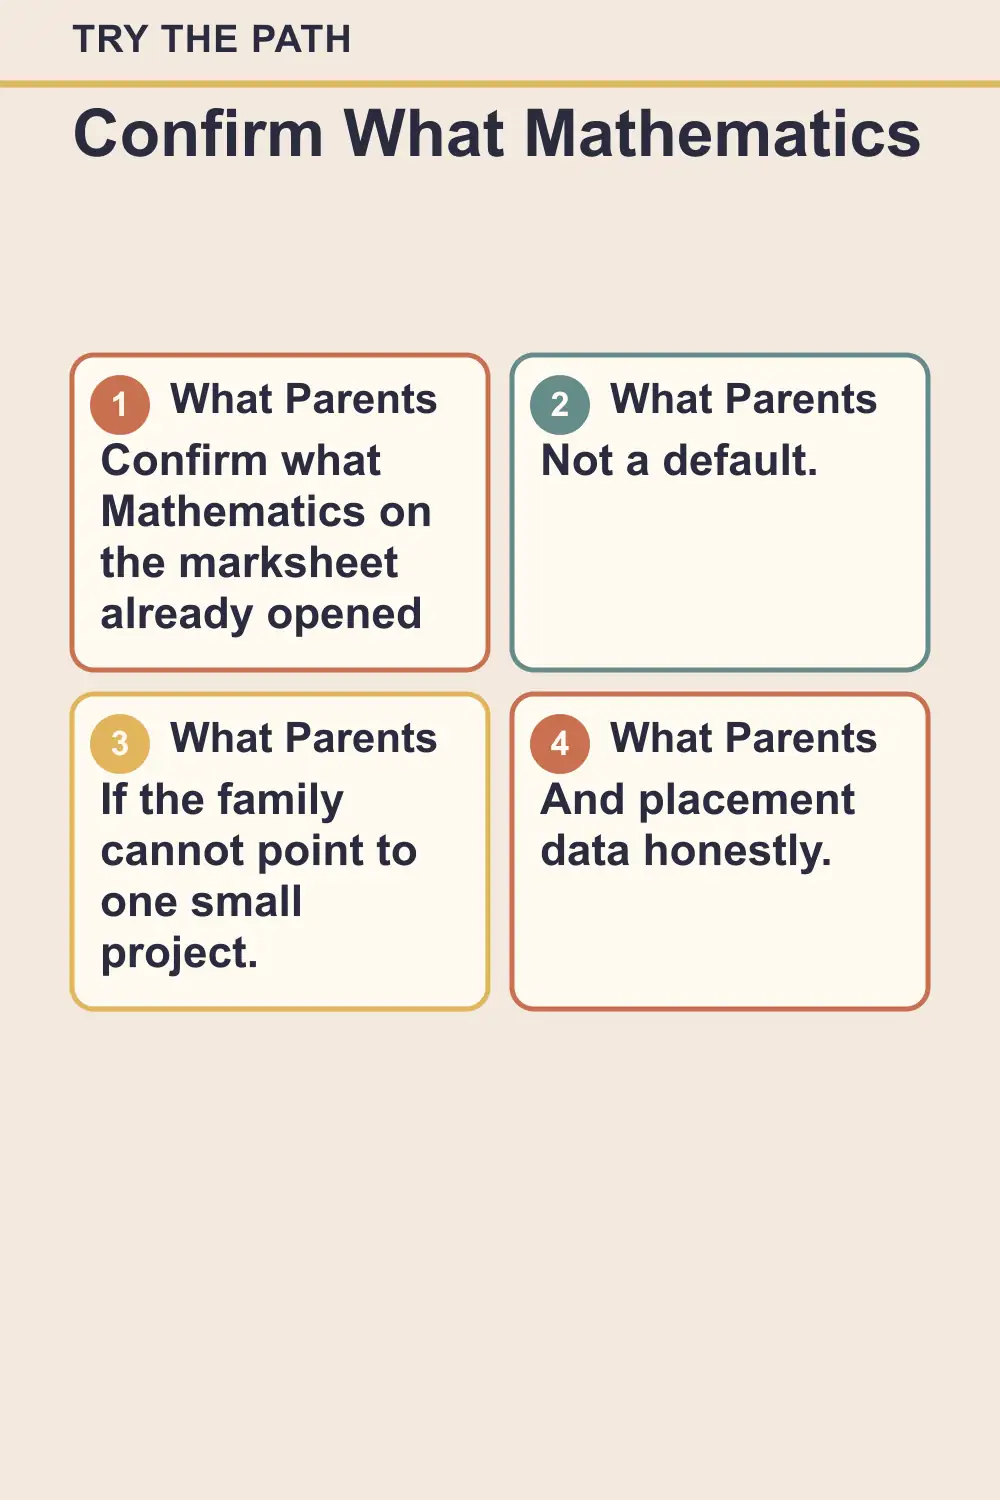 TRY THE PATH
Confirm What Mathematics
1
What Parents
Confirm what
Mathematics on
the marksheet
already opened
2
What Parents
Not a default.
3
What Parents
If the family
cannot point to
one small
project.
4
What Parents
And placement
data honestly.